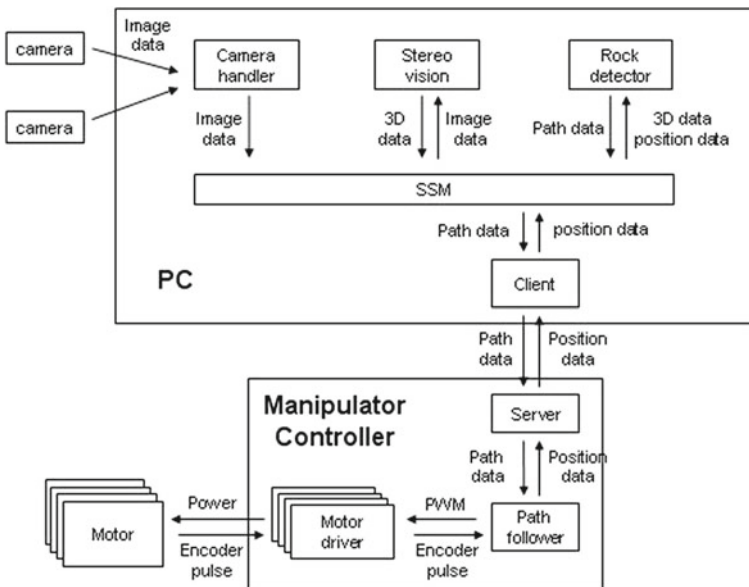 Image
data
camera
camera
Camera
handler
Stereo
vision
Rock
detector
Image
data
3D
data
Image
data
Path data
3D data
position data
SSM
Path data
position data
PC
Client
Path
data
Position
data
Manipulator
Controller
Server
Path
data
Position
data
Power
PWM
Motor
Motor
driver
Path
follower
Encoder
pulse
Encoder
pulse